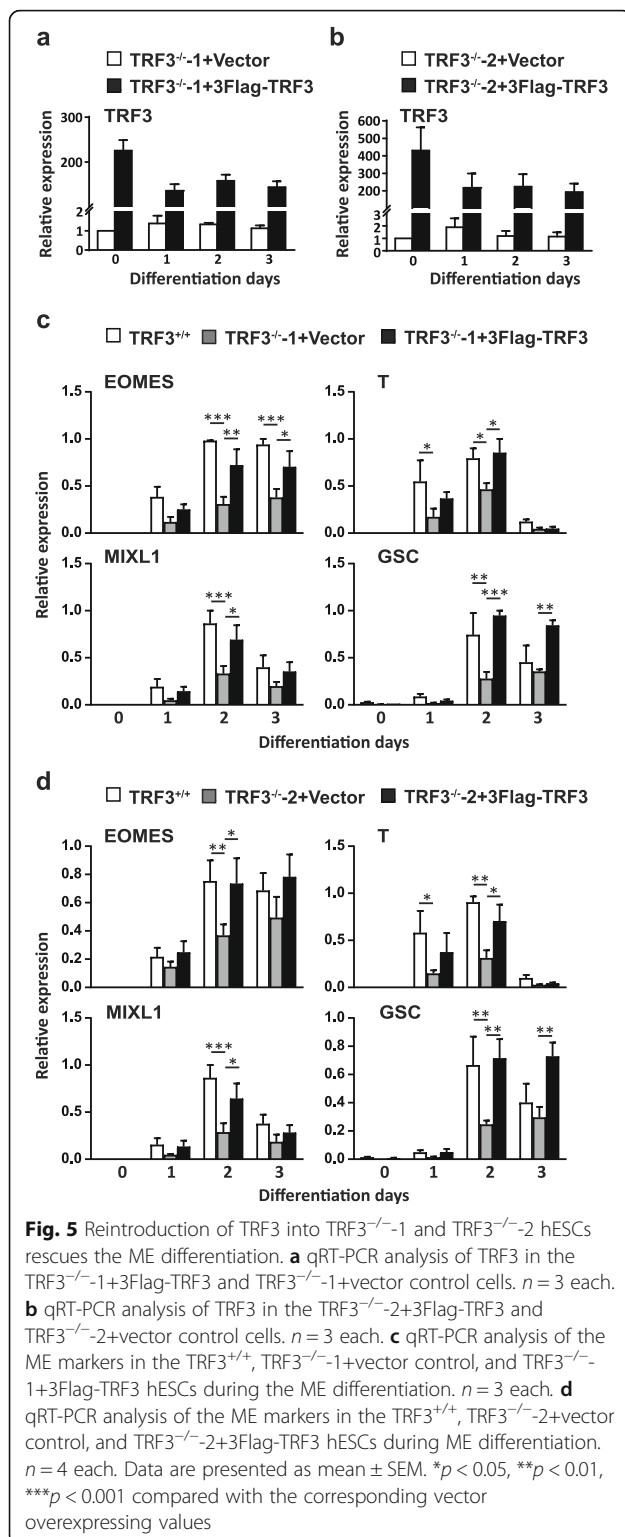 a
b
TRF3-/--1+Vector
TRF3-/--1+3Flag-TRF3
TRF3-/--2+Vector
TRF3-/--2+3Flag-TRF3
TRF3
Relative expression
300
200
2
1
0
0 1 2 3
Differentiation days
TRF3
Relative expression
600
500
400
300
200
3
2
1
0
0 1 2 3
Differentiation days
c
TRF3+/+ TRF3-/--1+Vector TRF3-/--1+3Flag-TRF3
Relative expression
EOMES
1.5
1.0
0.5
0.0
*** ** *** *
T
1.5
1.0
0.5
0.0
* * *
MIXL1
1.5
1.0
0.5
0.0
*** *
0 1 2 3
GSC
1.5
1.0
0.5
0.0
** *** **
0 1 2 3
Differentiation days
d
TRF3+/+ TRF3-/--2+Vector TRF3-/--2+3Flag-TRF3
Relative expression
EOMES
1.0
0.8
0.6
0.4
0.2
0.0
** *
T
1.5
1.0
0.5
0.0
* ** *
MIXL1
1.5
1.0
0.5
0.0
*** *
0 1 2 3
GSC
1.0
0.8
0.6
0.4
0.2
0.0
** ** **
0 1 2 3
Differentiation days
Fig. 5 Reintroduction of TRF3 into TRF3−/−-1 and TRF3−/−-2 hESCs
rescues the ME differentiation. a qRT-PCR analysis of TRF3 in the
TRF3−/−-1+3Flag-TRF3 and TRF3−/−-1+vector control cells. n = 3 each.
b qRT-PCR analysis of TRF3 in the TRF3−/−-2+3Flag-TRF3 and
TRF3−/−-2+vector control cells. n = 3 each. c qRT-PCR analysis of the
ME markers in the TRF3+/+, TRF3−/−-1+vector control, and TRF3−/−-
1+3Flag-TRF3 hESCs during the ME differentiation. n = 3 each. d
qRT-PCR analysis of the ME markers in the TRF3+/+, TRF3−/−-2+vector
control, and TRF3−/−-2+3Flag-TRF3 hESCs during ME differentiation.
n = 4 each. Data are presented as mean ± SEM. *p < 0.05, **p < 0.01,
***p < 0.001 compared with the corresponding vector
overexpressing values